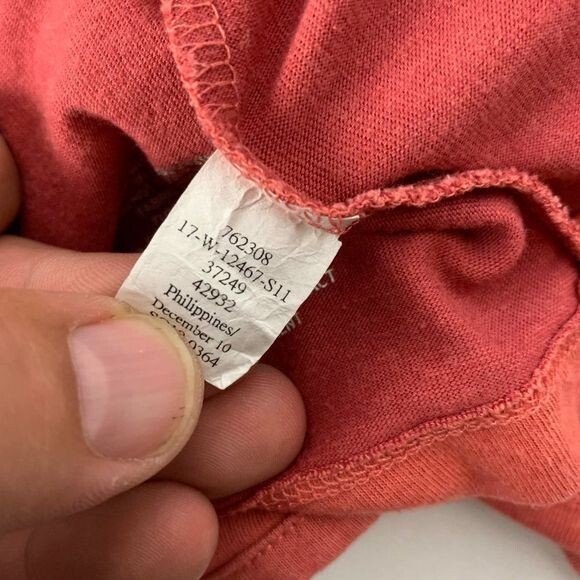 762308
17-W-12467-S11
37249
42932
Philippines/
December 10